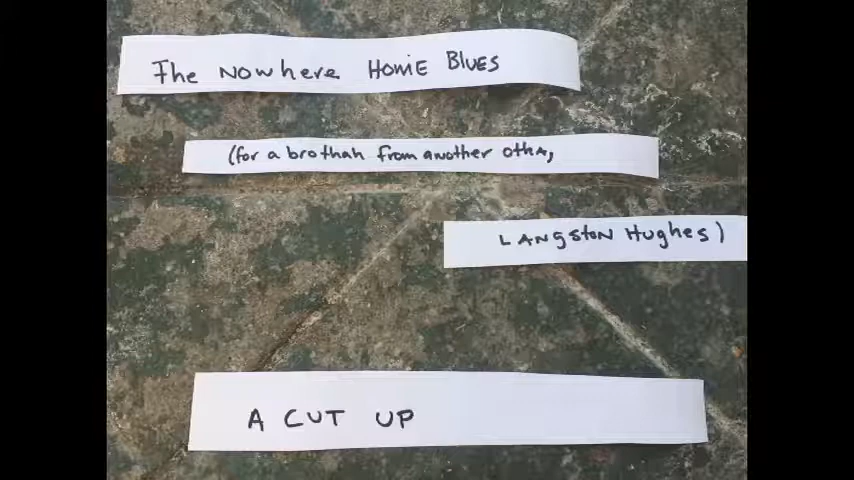 The Nowhere Home Blues
(for a brothah from another otha,
Langston Hughes)
A CUT UP